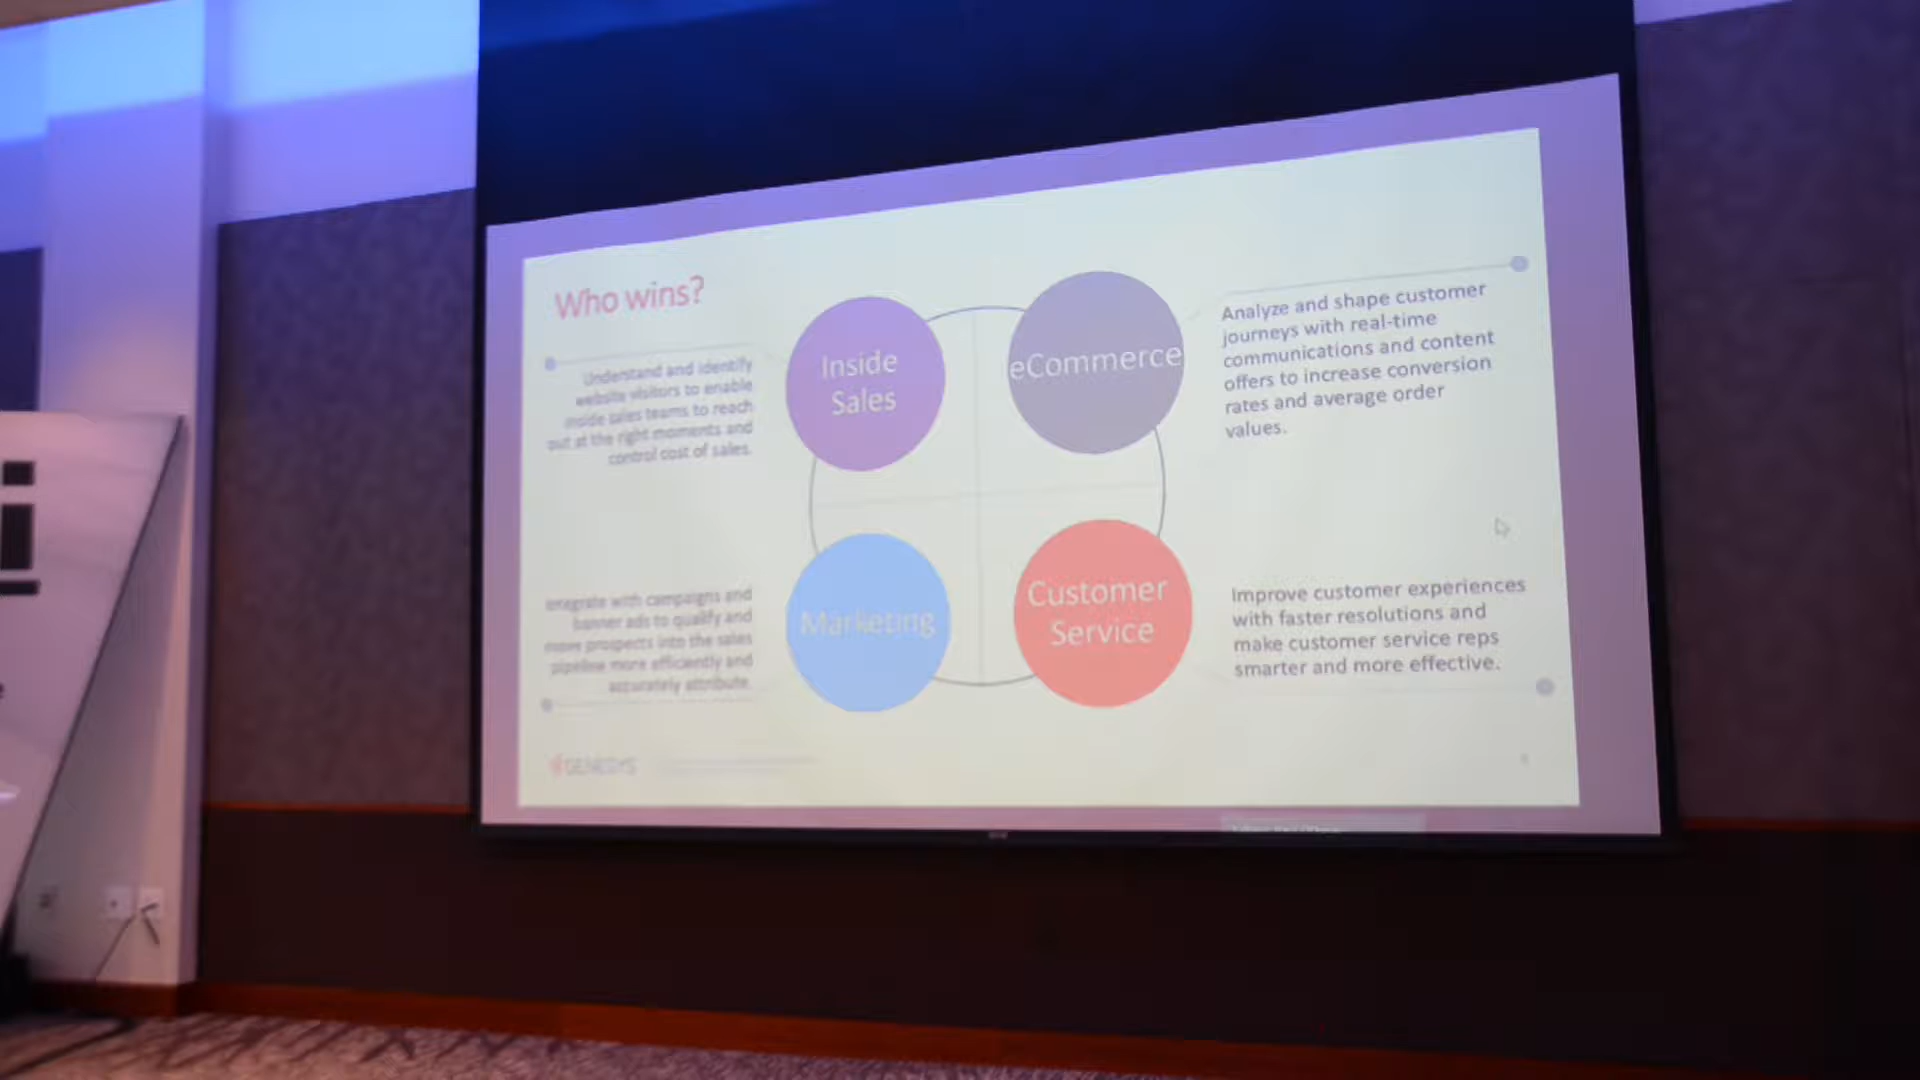 Who wins?
Understand and identify
website visitors to enable
inside sales teams to reach
out at the right moments and
control cost of sales.
Inside
Sales
eCommerce
Analyze and shape customer
journeys with real-time
communications and content
offers to increase conversion
rates and average order
values.
Integrate with campaigns and
banner ads to qualify and
move prospects into the sales
pipeline more efficiently and
accurately attribute.
Marketing
Customer
Service
Improve customer experiences
with faster resolutions and
make customer service reps
smarter and more effective.
GENESYS